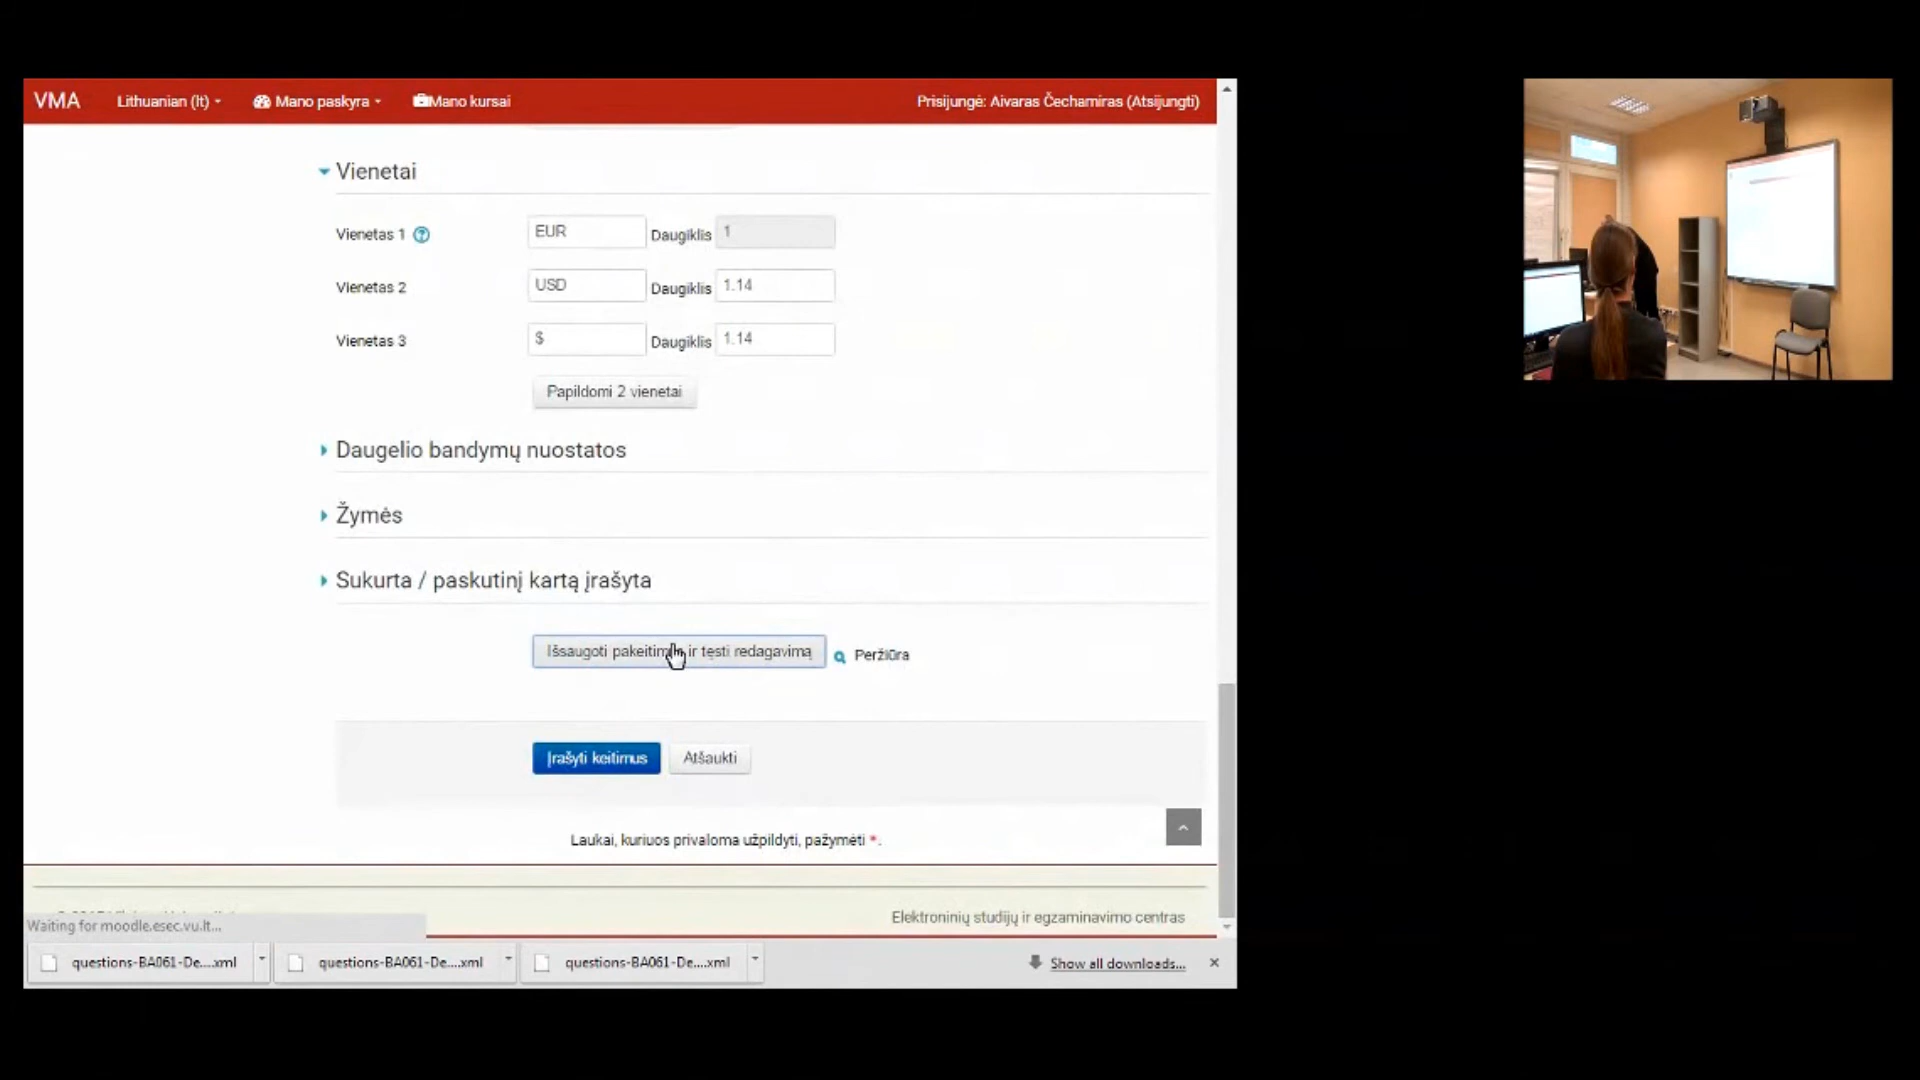 VMA Lithuanian (lt) Mano paskyra Mano kursai Prisijungė: Aivaras Čechamiras (Atsijungti)
Vienetai
Vienetas 1 EUR Daugiklis 1
Vienetas 2 USD Daugiklis 1.14
Vienetas 3 $ Daugiklis 1.14
Papildomi 2 vienetai
Daugelio bandymų nuostatos
Žymės
Sukurta / paskutinį kartą įrašyta
Išsaugoti ir tęsti redagavimą Peržiūra
Įrašyti keitimus Atšaukti
Laukai, kuriuos privaloma užpildyti, pažymėti *.
Elektroninių studijų ir egzaminavimo centras
Waiting for moodle.esec.vu.lt...
questions-BA061-De....xml questions-BA061-De....xml questions-BA061-De....xml Show all downloads...